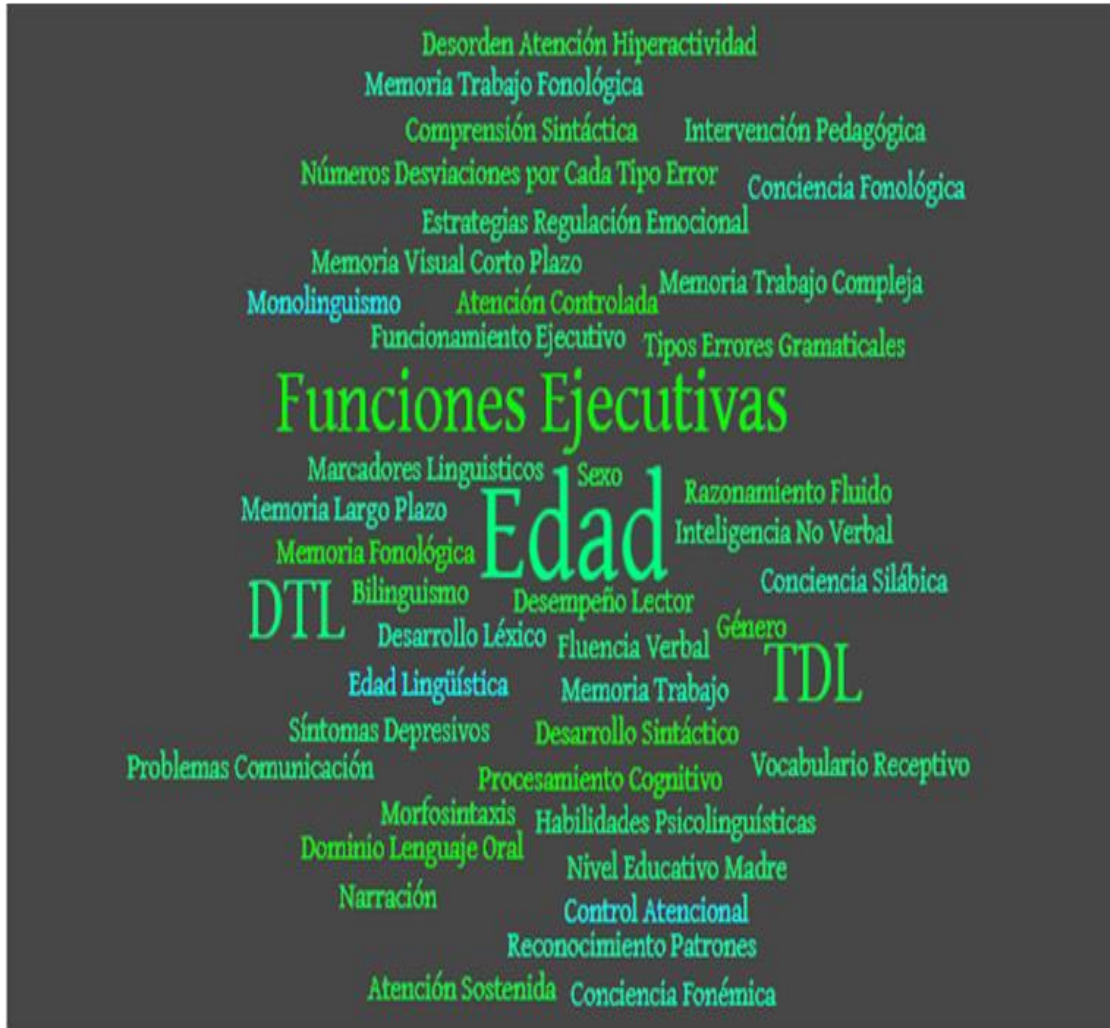 Desorden Atención Hiperactividad
Memoria Trabajo Fonológica
Comprensión Sintáctica
Intervención Pedagógica
Números Desviaciones por Cada Tipo Error
Conciencia Fonológica
Estrategias Regulación Emocional
Memoria Visual Corto Plazo
Memoria Trabajo Compleja
Monolinguismo
Atención Controlada
Funcionamiento Ejecutivo
Tipos Errores Gramaticales
Funciones Ejecutivas
Marcadores Linguisticos
Sexo
Razonamiento Fluido
Memoria Largo Plazo
Edad
Inteligencia No Verbal
Memoria Fonológica
Conciencia Silábica
DTL
Bilinguismo
Desempeño Lector
Género
Desarrollo Léxico
Fluencia Verbal
TDL
Edad Lingüística
Memoria Trabajo
Síntomas Depresivos
Desarrollo Sintáctico
Problemas Comunicación
Vocabulario Receptivo
Procesamiento Cognitivo
Morfosintaxis
Habilidades Psicolinguísticas
Dominio Lenguaje Oral
Nivel Educativo Madre
Narración
Control Atencional
Reconocimiento Patrones
Atención Sostenida
Conciencia Fonémica